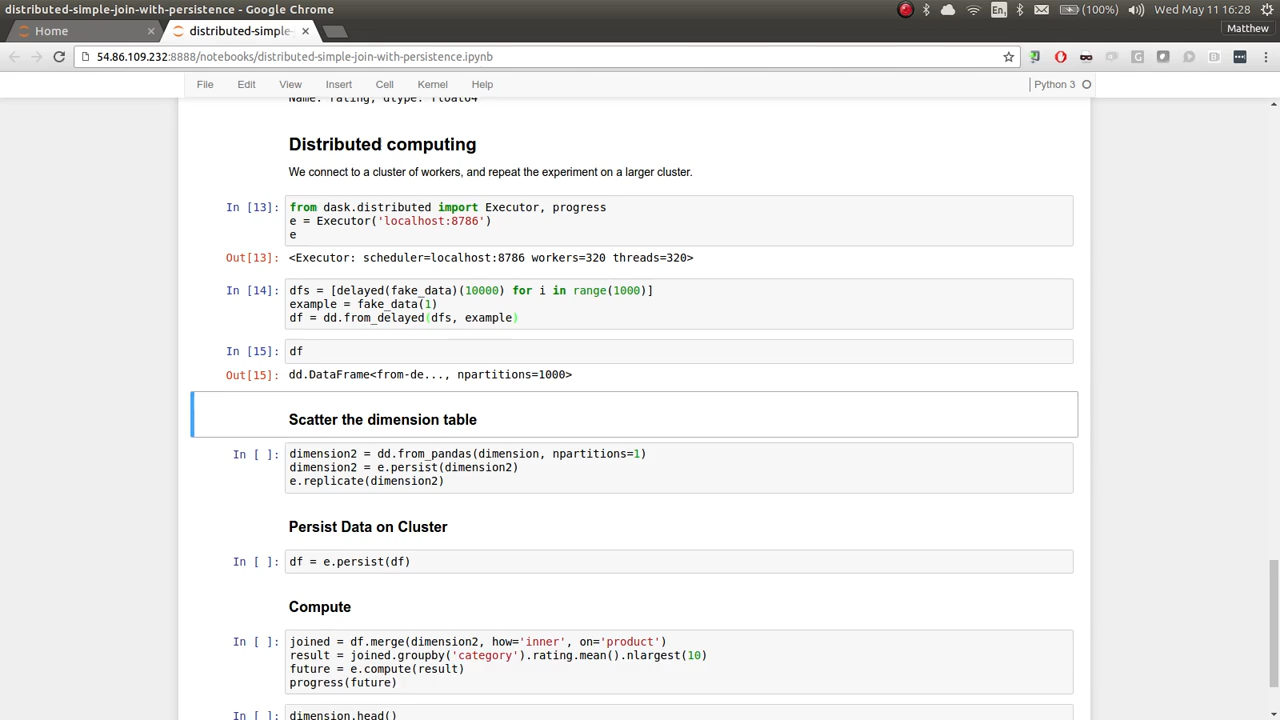 distributed-simple-join-with-persistence - Google Chrome
En
(100%)
Wed May 11 16:28
Home
distributed-simple-
Matthew
54.86.109.232:8888/notebooks/distributed-simple-join-with-persistence.ipynb
File Edit View Insert Cell Kernel Help
Python 3
Name: rating, dtype: float64
Distributed computing
We connect to a cluster of workers, and repeat the experiment on a larger cluster.
In [13]: from dask.distributed import Executor, progress
e = Executor('localhost:8786')
e
Out[13]: <Executor: scheduler=localhost:8786 workers=320 threads=320>
In [14]: dfs = [delayed(fake_data)(10000) for i in range(1000)]
example = fake_data(1)
df = dd.from_delayed(dfs, example)
In [15]: df
Out[15]: dd.DataFrame<from-de..., npartitions=1000>
Scatter the dimension table
In [ ]: dimension2 = dd.from_pandas(dimension, npartitions=1)
dimension2 = e.persist(dimension2)
e.replicate(dimension2)
Persist Data on Cluster
In [ ]: df = e.persist(df)
Compute
In [ ]: joined = df.merge(dimension2, how='inner', on='product')
result = joined.groupby('category').rating.mean().nlargest(10)
future = e.compute(result)
progress(future)
In [ ]: dimension.head()